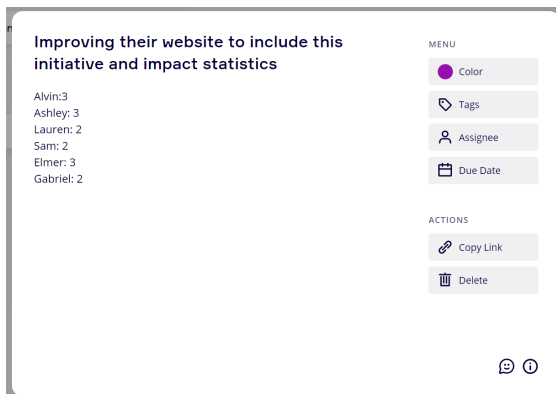 Improving their website to include this
initiative and impact statistics
Alvin:3
Ashley: 3
Lauren: 2
Sam: 2
Elmer: 3
Gabriel: 2
MENU
Color
Tags
Assignee
Due Date
ACTIONS
Copy Link
Delete